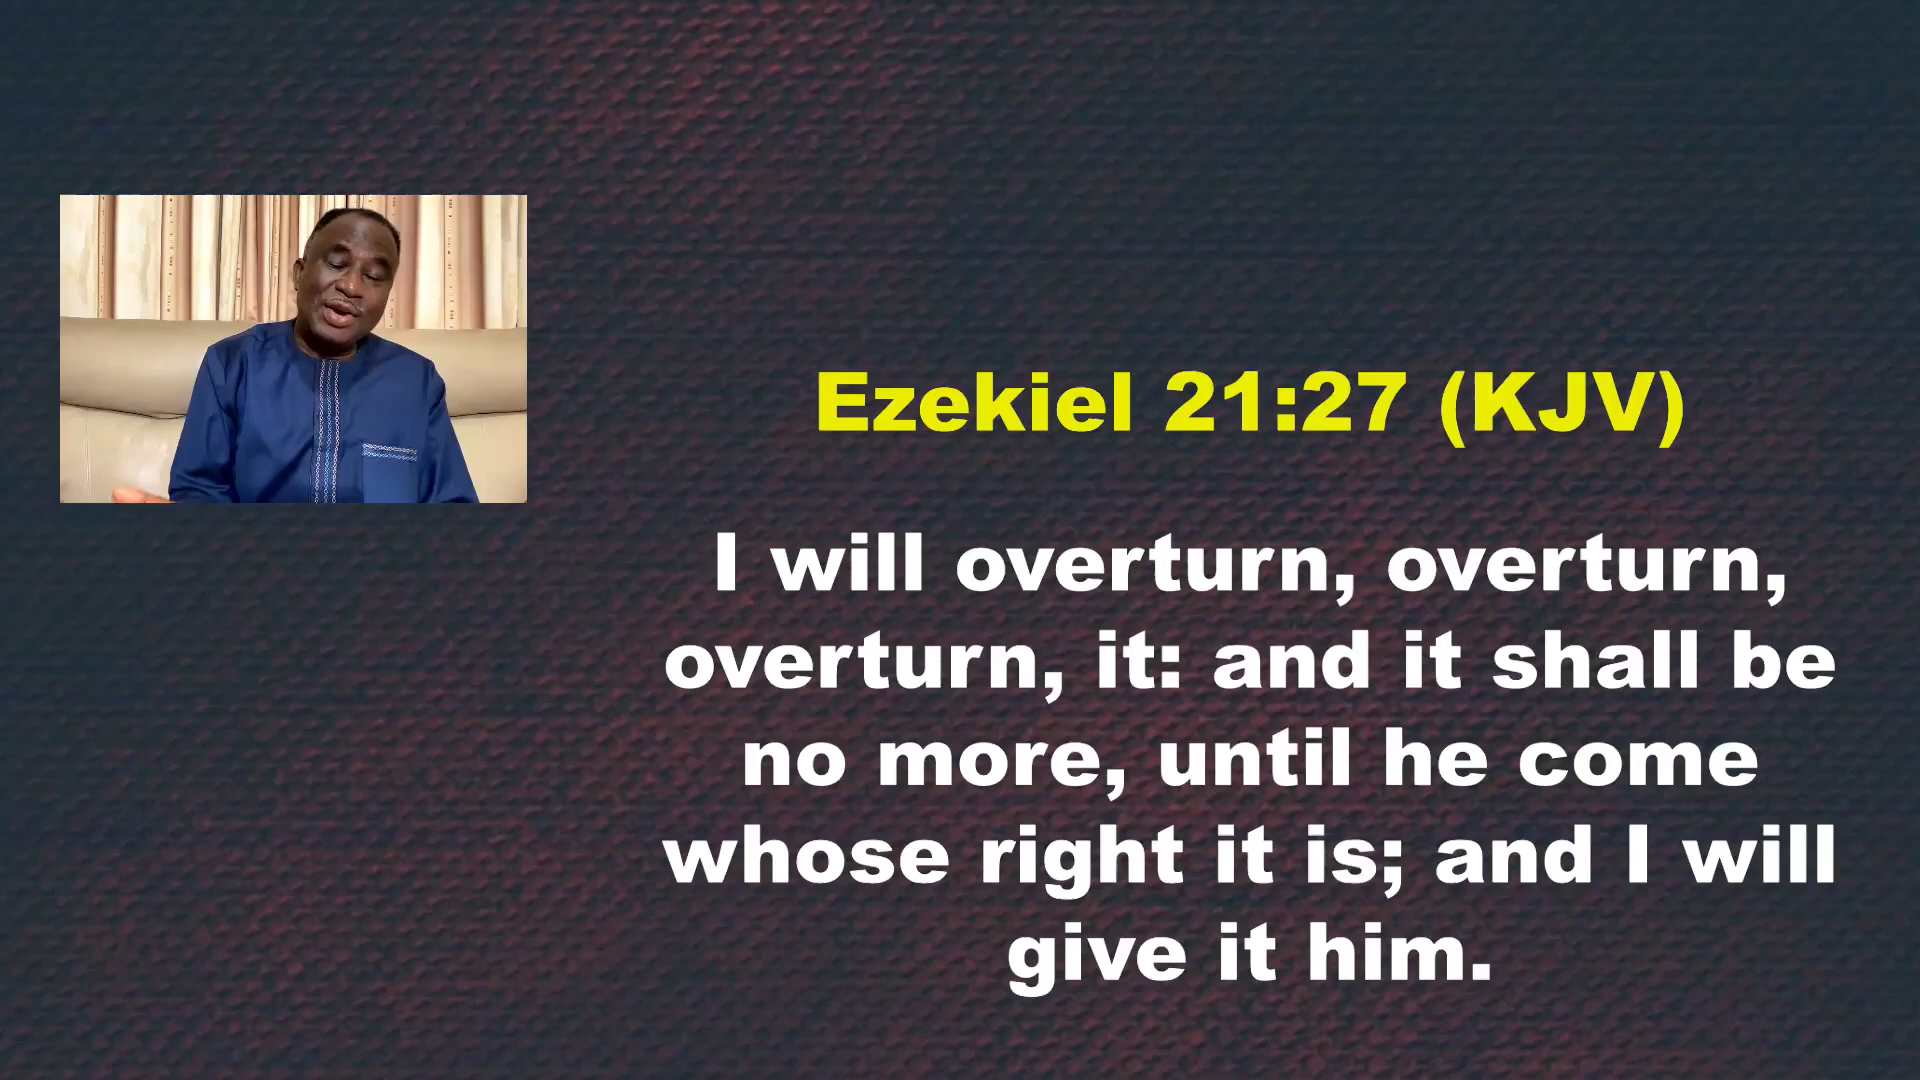 Ezekiel 21:27 (KJV)
I will overturn, overturn,
overturn, it: and it shall be
no more, until he come
whose right it is; and I will
give it him.